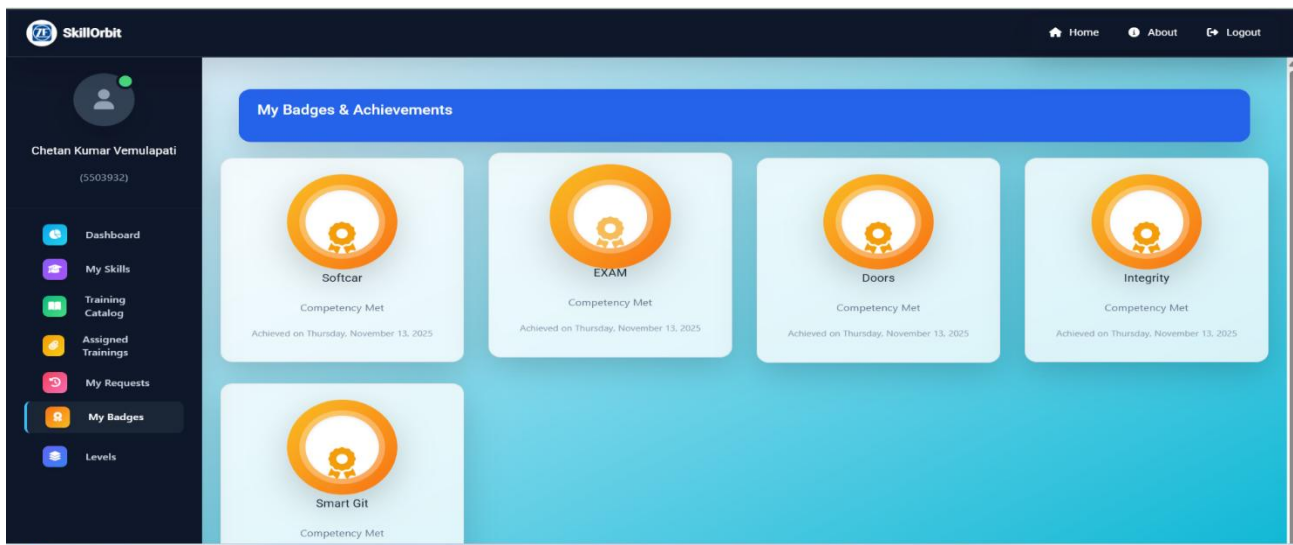 ZF SkillOrbit
Home About Logout
Chetan Kumar Vemulapati
(5503932)
Dashboard
My Skills
Training
Catalog
Assigned
Trainings
My Requests
My Badges
Levels
My Badges & Achievements
Softcar
Competency Met
Achieved on Thursday, November 13, 2025
EXAM
Competency Met
Achieved on Thursday, November 13, 2025
Doors
Competency Met
Achieved on Thursday, November 13, 2025
Integrity
Competency Met
Achieved on Thursday, November 13, 2025
Smart Git
Competency Met